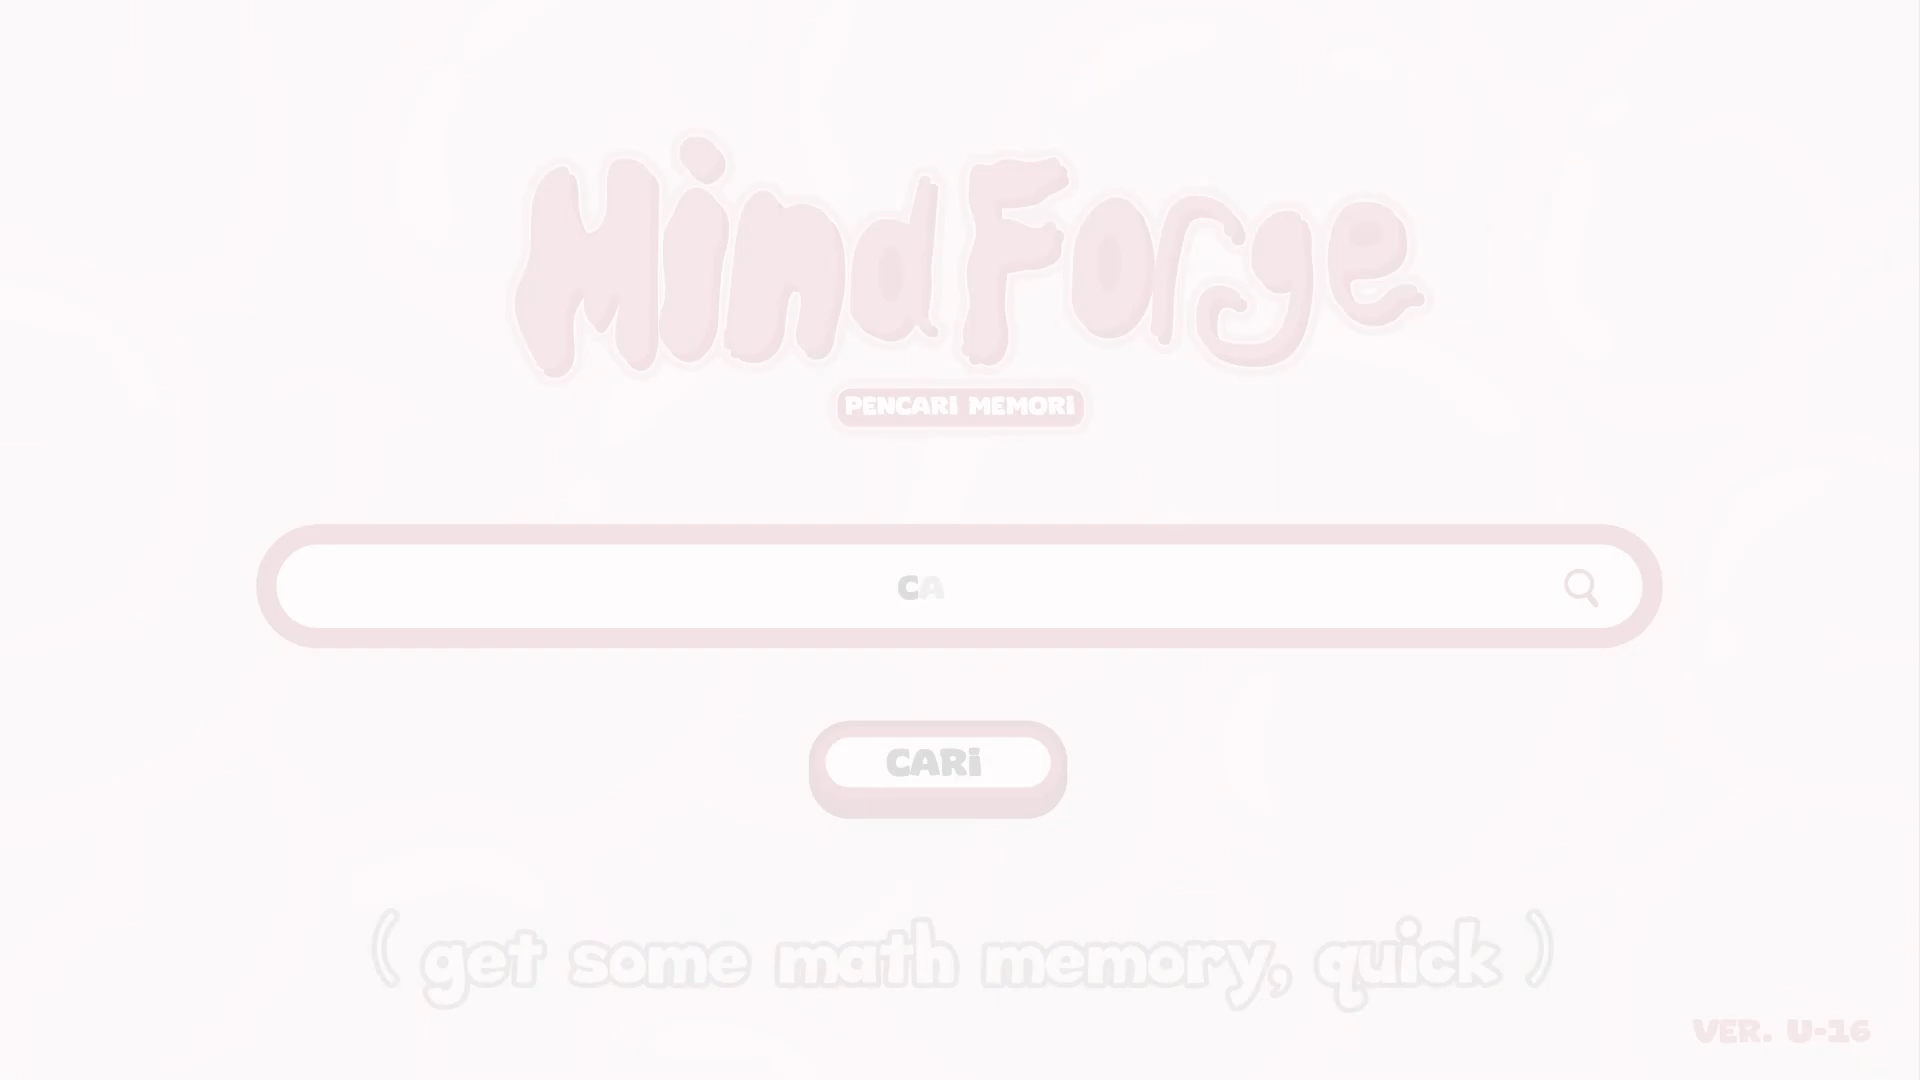 MindForge
PENCARi MEMORi
CA
CARi
( get some math memory, quick )
VER. U-16